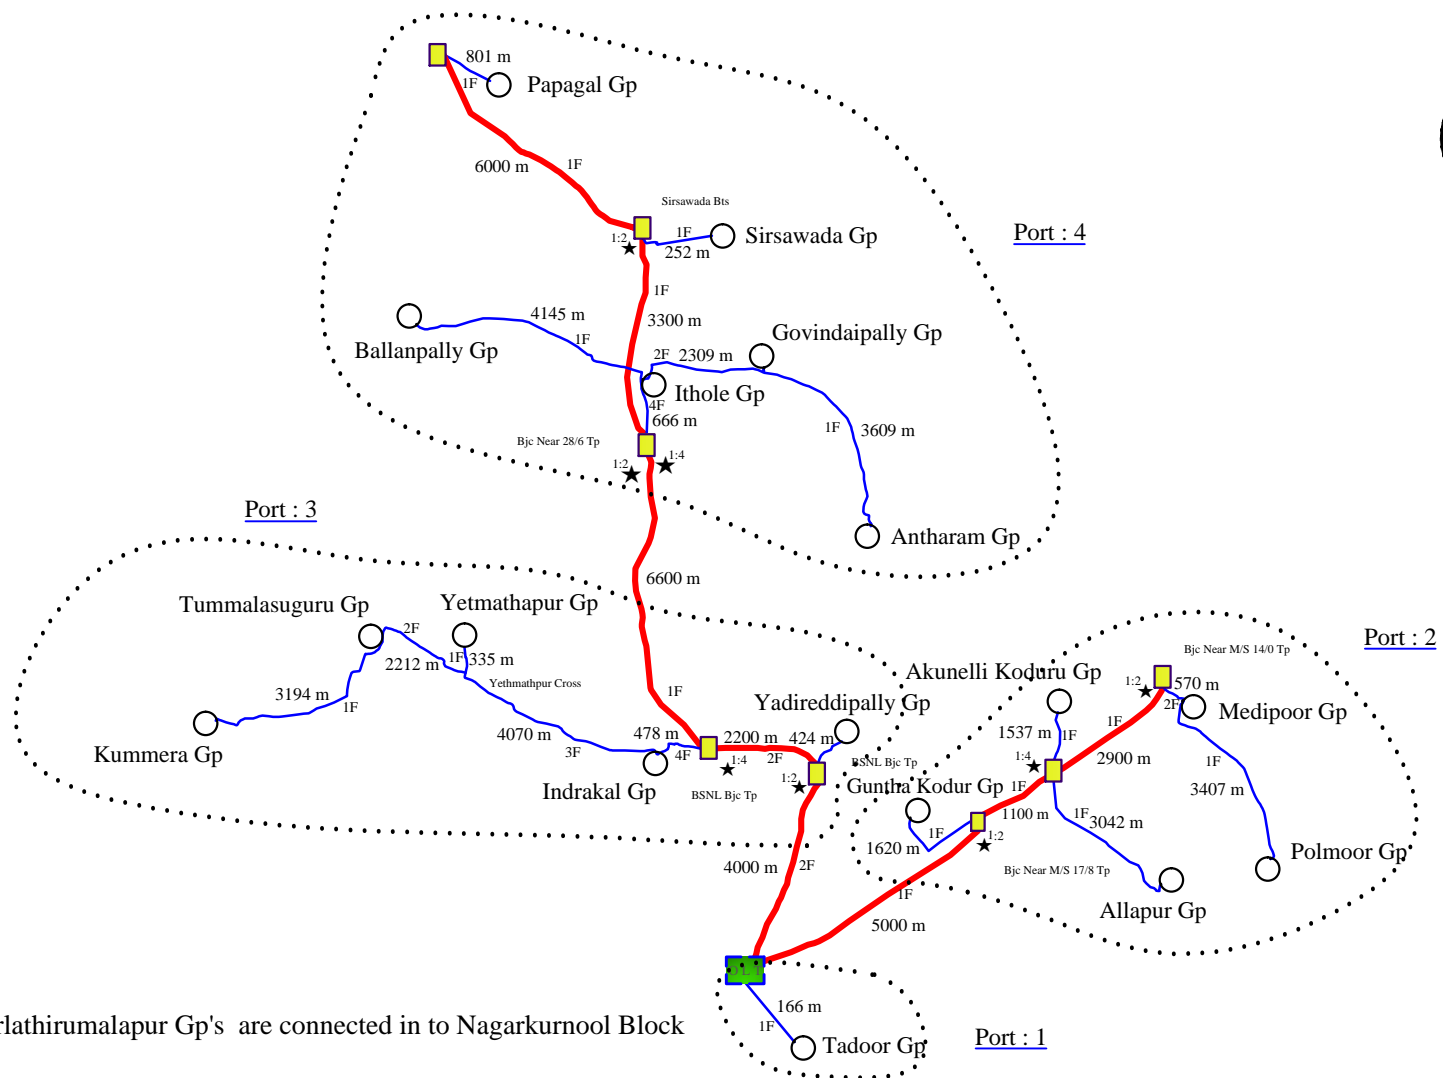 801 m
1F
Papagal Gp
6000 m
1F
Sirsawada Bts
1:2
1F
252 m
Sirsawada Gp
Port : 4
1F
3300 m
4145 m
1F
Ballanpally Gp
Govindaipally Gp
2F
2309 m
Ithole Gp
4F
666 m
1F
3609 m
Bjc Near 28/6 Tp
1:2
1:4
Antharam Gp
Port : 3
6600 m
Tummalasuguru Gp
Yetmathapur Gp
2F
2212 m
1F
335 m
Yethmathpur Cross
3194 m
1F
Kummera Gp
4070 m
3F
Indrakal Gp
478 m
4F
1F
1:4
BSNL Bjc Tp
2200 m
2F
Yadireddipally Gp
424 m
BSNL Bjc Tp
1:2
Port : 2
Akunelli Koduru Gp
Bjc Near M/S 14/0 Tp
1:2
570 m
2F
Medipoor Gp
1537 m
1F
1F
2900 m
1F
3407 m
1:4
Guntha Kodur Gp
1F
1100 m
1F
3042 m
1620 m
1F
1:2
Bjc Near M/S 17/8 Tp
Polmoor Gp
Allapur Gp
4000 m
2F
1F
5000 m
OLT
166 m
1F
Tadoor Gp
Port : 1
rlathirumalapur Gp's are connected in to Nagarkurnool Block